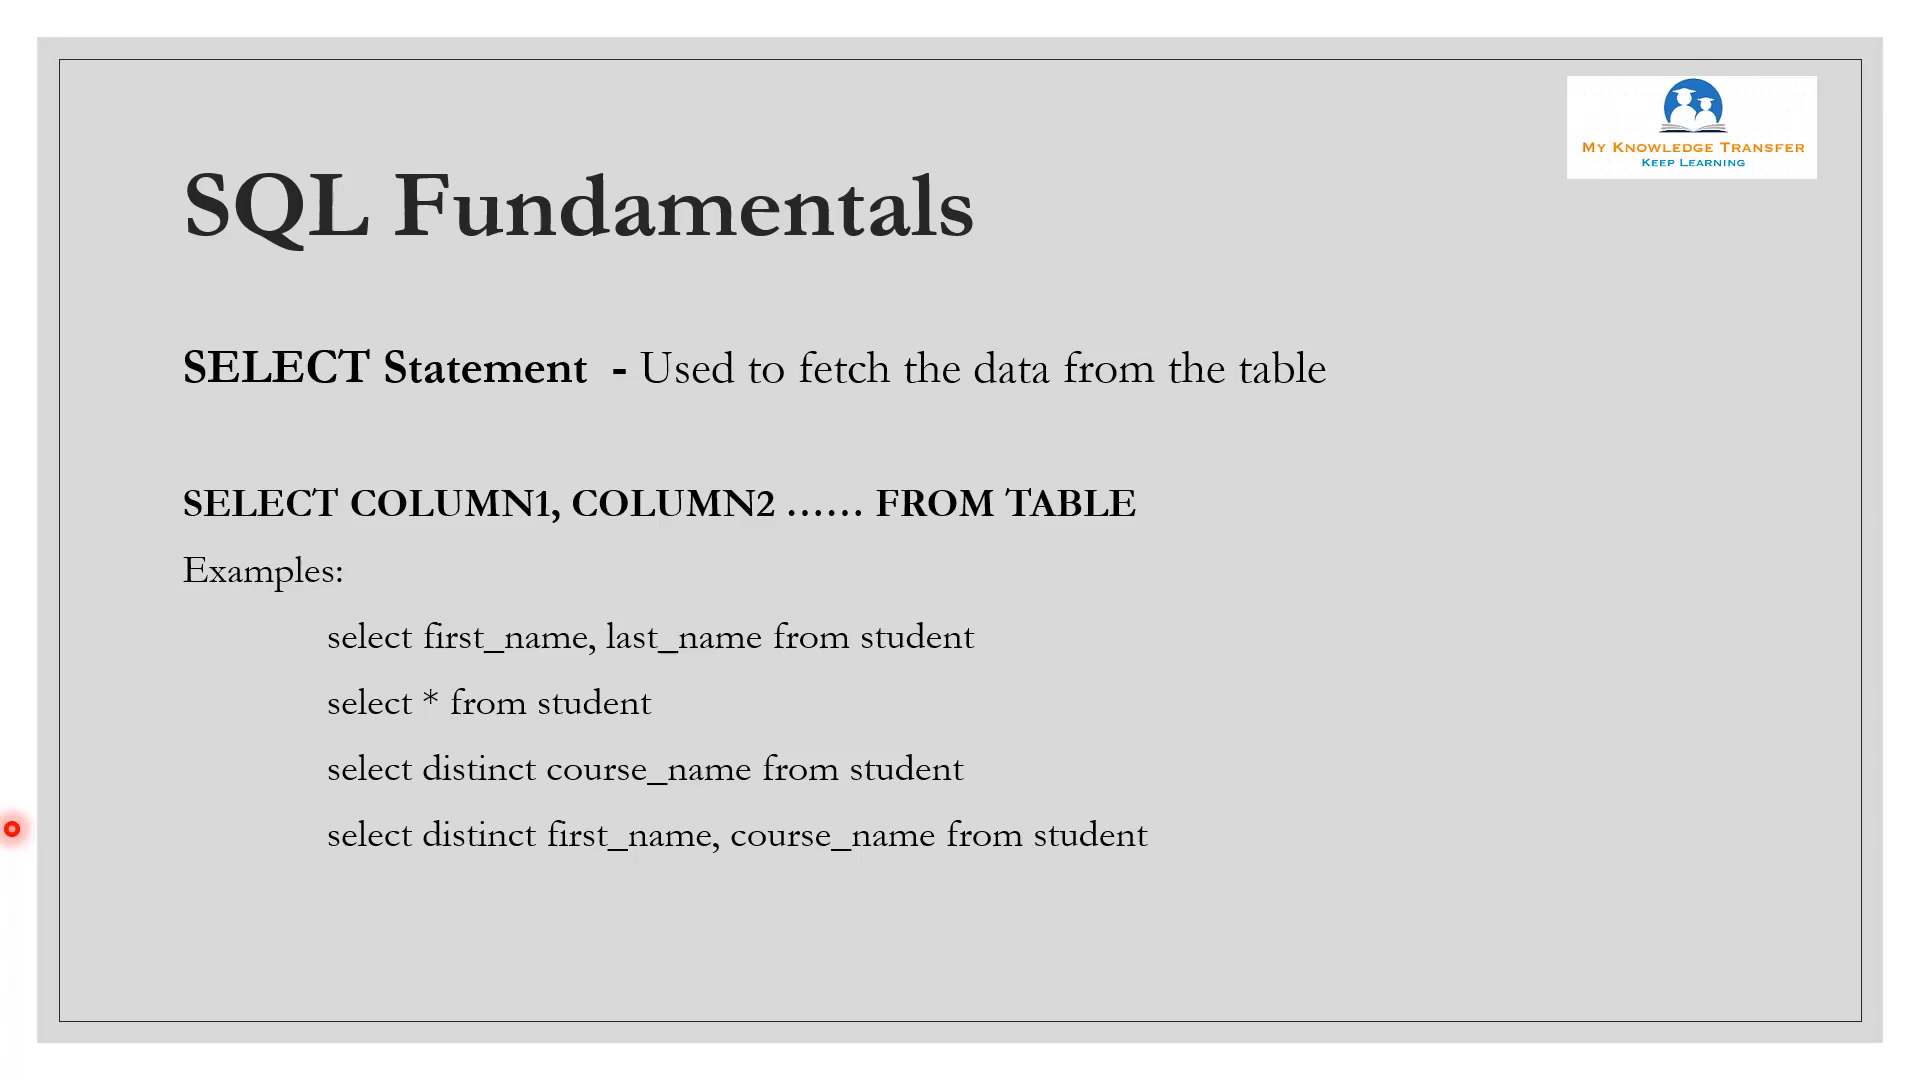 MY KNOWLEDGE TRANSFER
KEEP LEARNING
SQL Fundamentals
SELECT Statement - Used to fetch the data from the table
SELECT COLUMN1, COLUMN2 …… FROM TABLE
Examples:
select first_name, last_name from student
select * from student
select distinct course_name from student
select distinct first_name, course_name from student